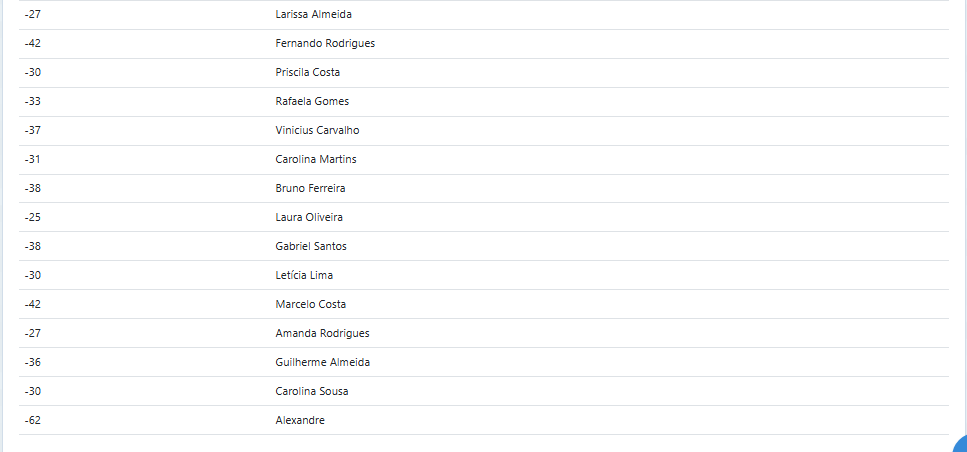 -27 Larissa Almeida
-42 Fernando Rodrigues
-30 Priscila Costa
-33 Rafaela Gomes
-37 Vinicius Carvalho
-31 Carolina Martins
-38 Bruno Ferreira
-25 Laura Oliveira
-38 Gabriel Santos
-30 Letícia Lima
-42 Marcelo Costa
-27 Amanda Rodrigues
-36 Guilherme Almeida
-30 Carolina Sousa
-62 Alexandre